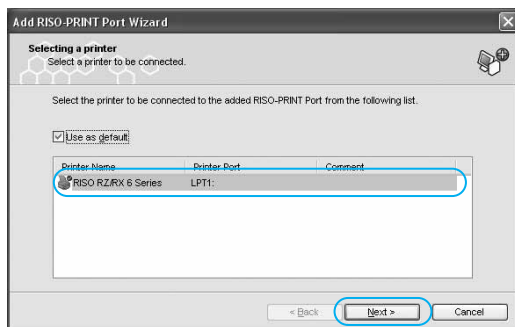 Add RISO-PRINT Port Wizard
Selecting a printer
Select a printer to be connected.
Select the printer to be connected to the added RISO-PRINT Port from the following list.
Use as default
Printer Name Printer Port Comment
RISO RZ/RX 6 Series LPT1:
< Back Next > Cancel